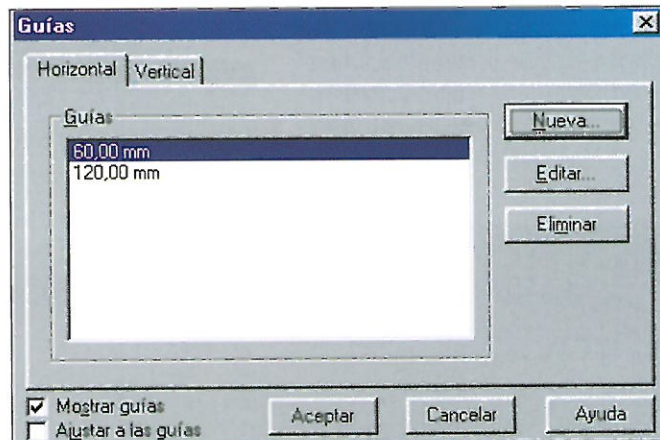 Guías
Horizontal Vertical
Guías
Nueva...
60,00 mm
120,00 mm
Editar...
Eliminar
Mostrar guías
Ajustar a las guías
Aceptar Cancelar Ayuda